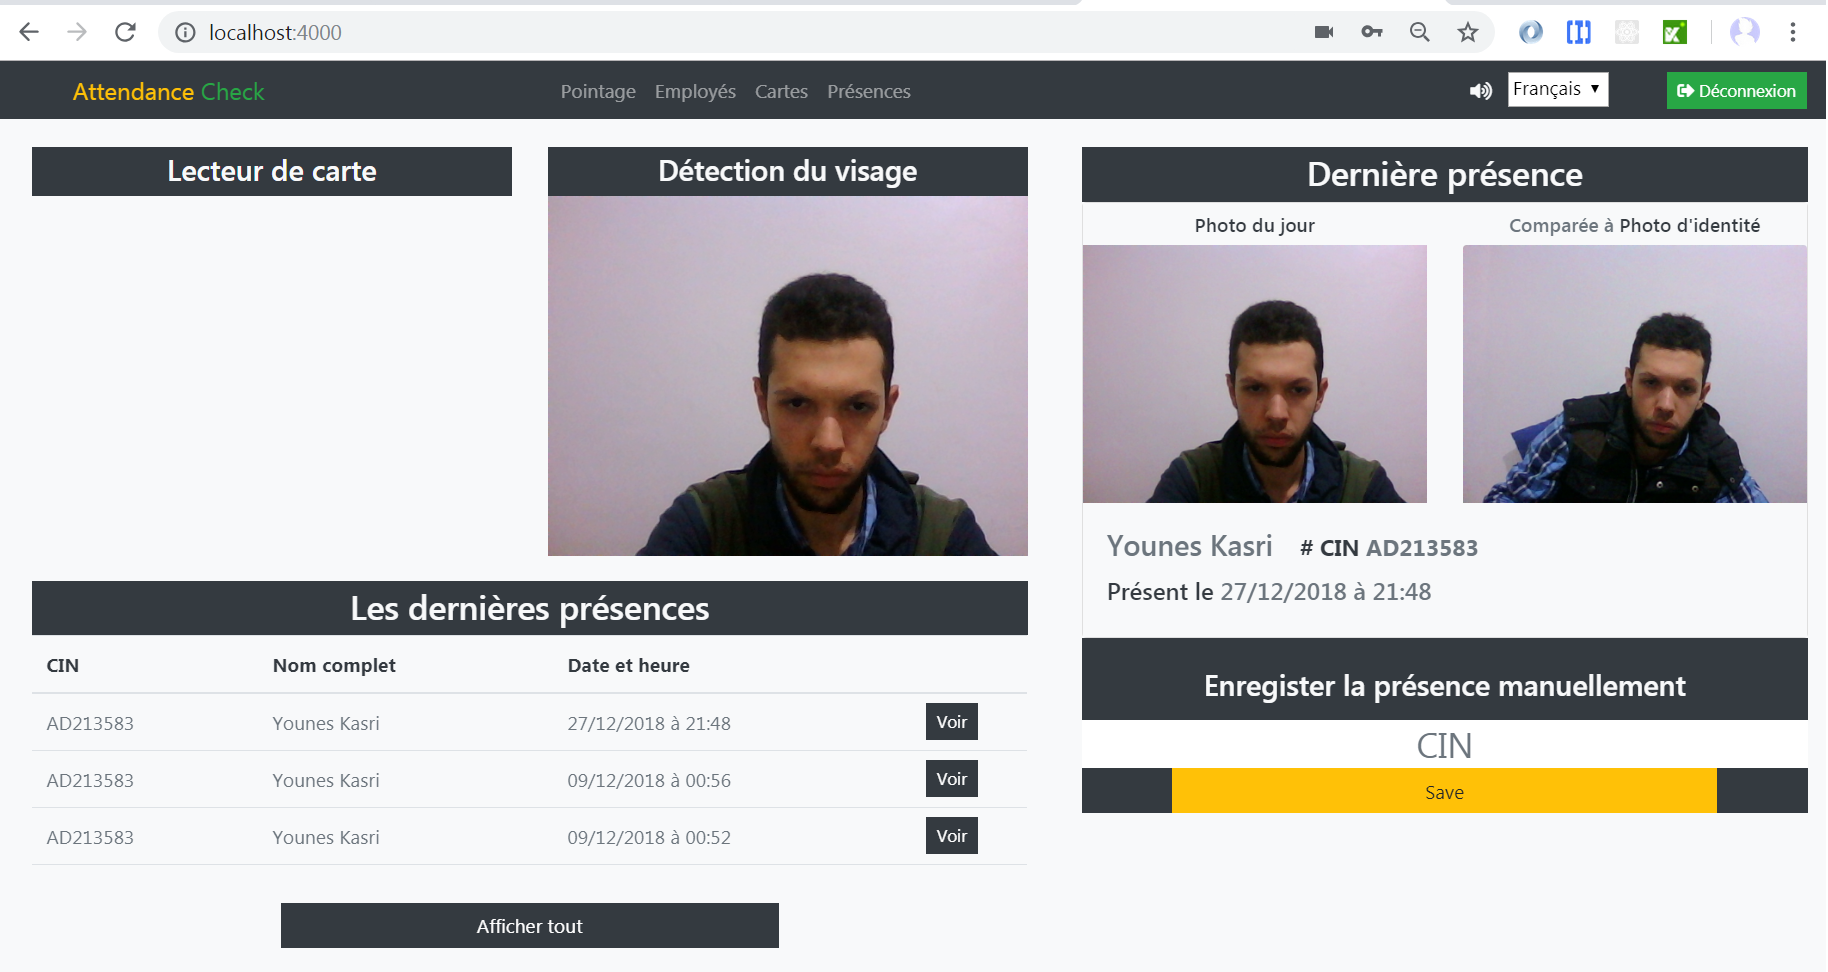 localhost:4000
Attendance Check
Pointage Employés Cartes Présences
Français
Déconnexion
Lecteur de carte
Détection du visage
Les dernières présences
CIN Nom complet Date et heure
AD213583 Younes Kasri 27/12/2018 à 21:48 Voir
AD213583 Younes Kasri 09/12/2018 à 00:56 Voir
AD213583 Younes Kasri 09/12/2018 à 00:52 Voir
Afficher tout
Dernière présence
Photo du jour
Comparée à Photo d'identité
Younes Kasri # CIN AD213583
Présent le 27/12/2018 à 21:48
Enregister la présence manuellement
CIN
Save